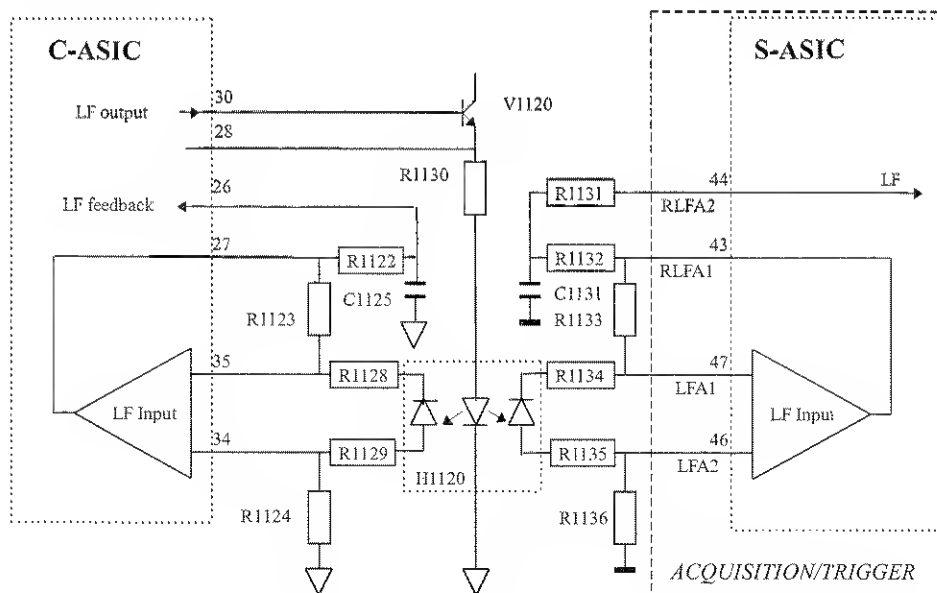 C-ASIC
S-ASIC
30
LF output
V1120
28
R1130
26
44
LF
R1131
LF feedback
RLFA2
27
43
R1122
R1132
RLFA1
C1125
C1131
R1123
R1133
35
47
R1128
R1134
LFA1
LF Input
LF Input
34
46
R1129
R1135
LFA2
H1120
R1124
R1136
ACQUISITION/TRIGGER